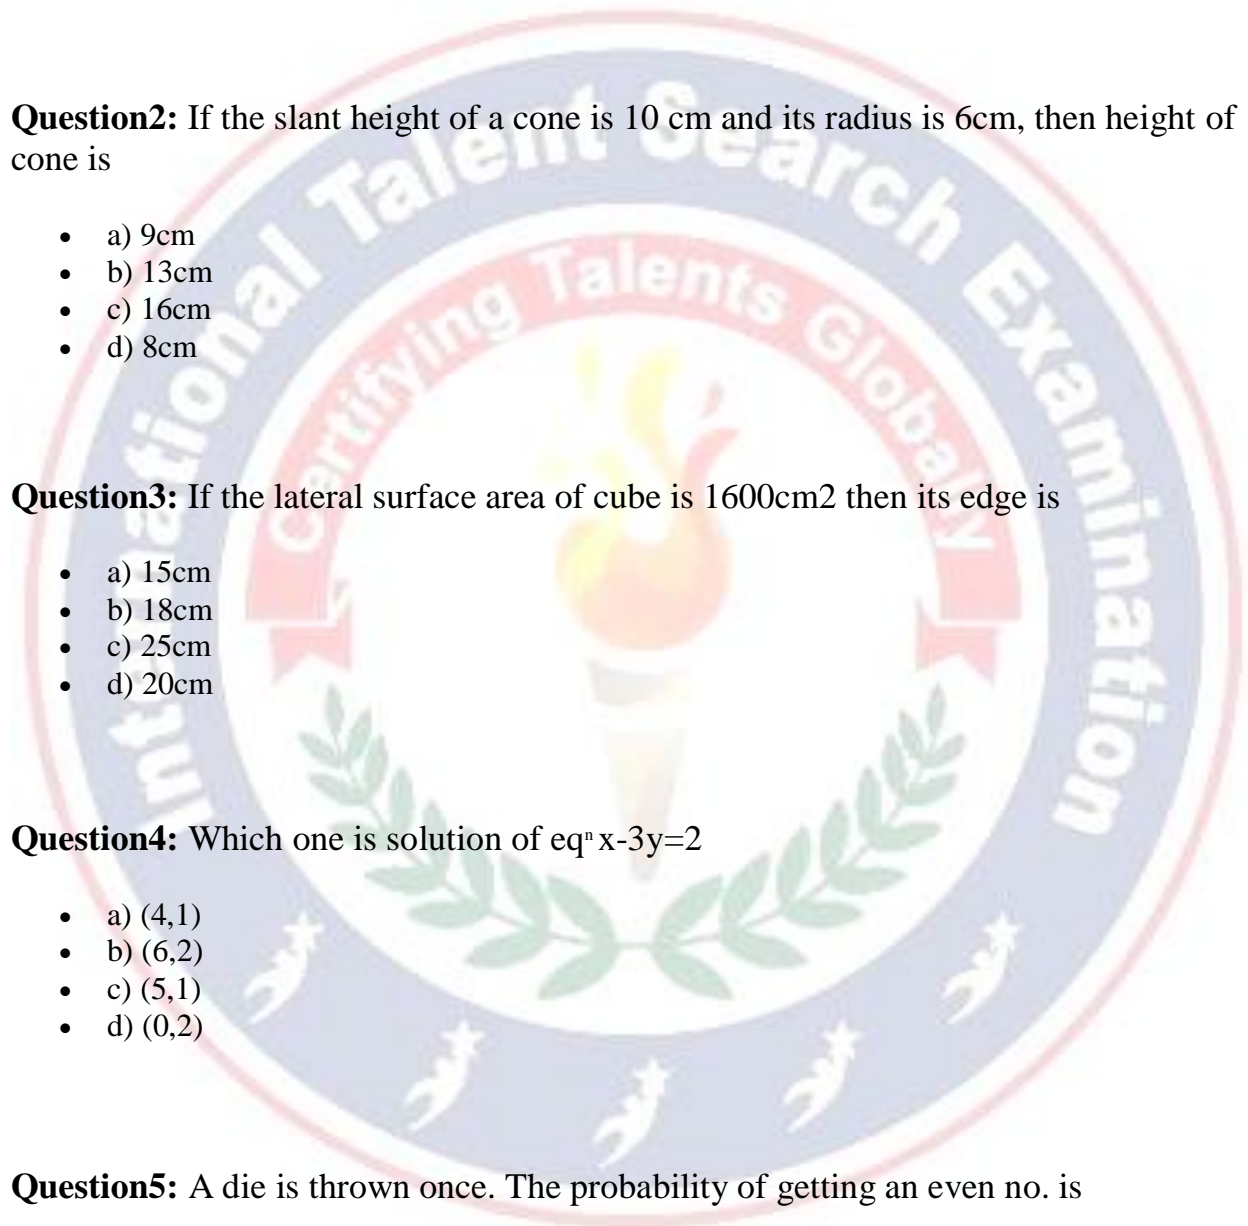 Question2: If the slant height of a cone is 10 cm and its radius is 6cm, then height of
cone is
• a) 9cm
• b) 13cm
• c) 16cm
• d) 8cm
Question3: If the lateral surface area of cube is 1600cm2 then its edge is
• a) 15cm
• b) 18cm
• c) 25cm
• d) 20cm
Question4: Which one is solution of eqⁿ x-3y=2
• a) (4,1)
• b) (6,2)
• c) (5,1)
• d) (0,2)
Question5: A die is thrown once. The probability of getting an even no. is
International Talent Search Examination
Certifying Talents Globaly